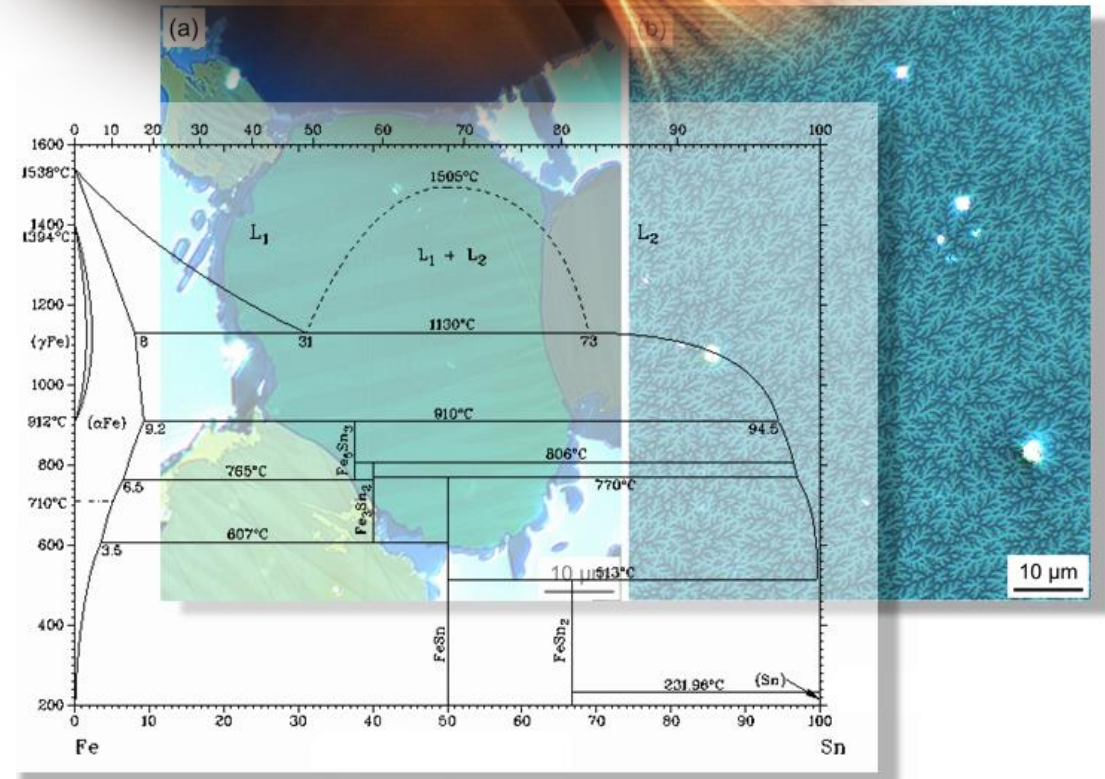 (a)
(b)
0 10 20 30 40 50 60 70 80 90 100
1600
1538°C
1505°C
1400
1394°C
L1
L2
L1 + L2
1200
1130°C
(γFe)
8
31
73
1000
912°C
910°C
(αFe)
9.2
94.5
Fe5Sn3
806°C
800
765°C
770°C
6.5
710°C
Fe3Sn2
607°C
600
3.5
10 µm
513°C
10 µm
400
FeSn
FeSn2
231.96°C
(Sn)
200
0 10 20 30 40 50 60 70 80 90 100
Fe
Sn